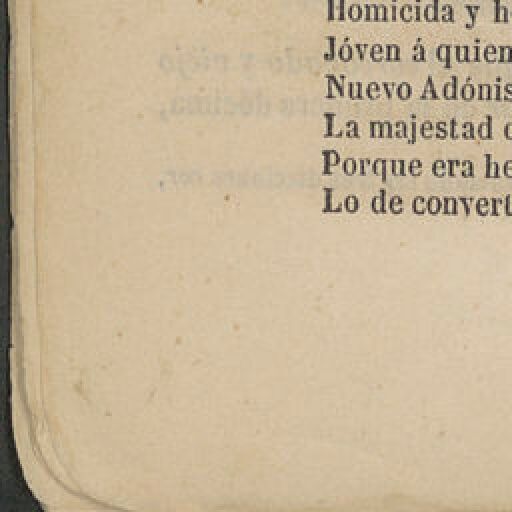 Homicida y h
Jóven á quien
Nuevo Adónis
La majestad
Porque era he
Lo de convert